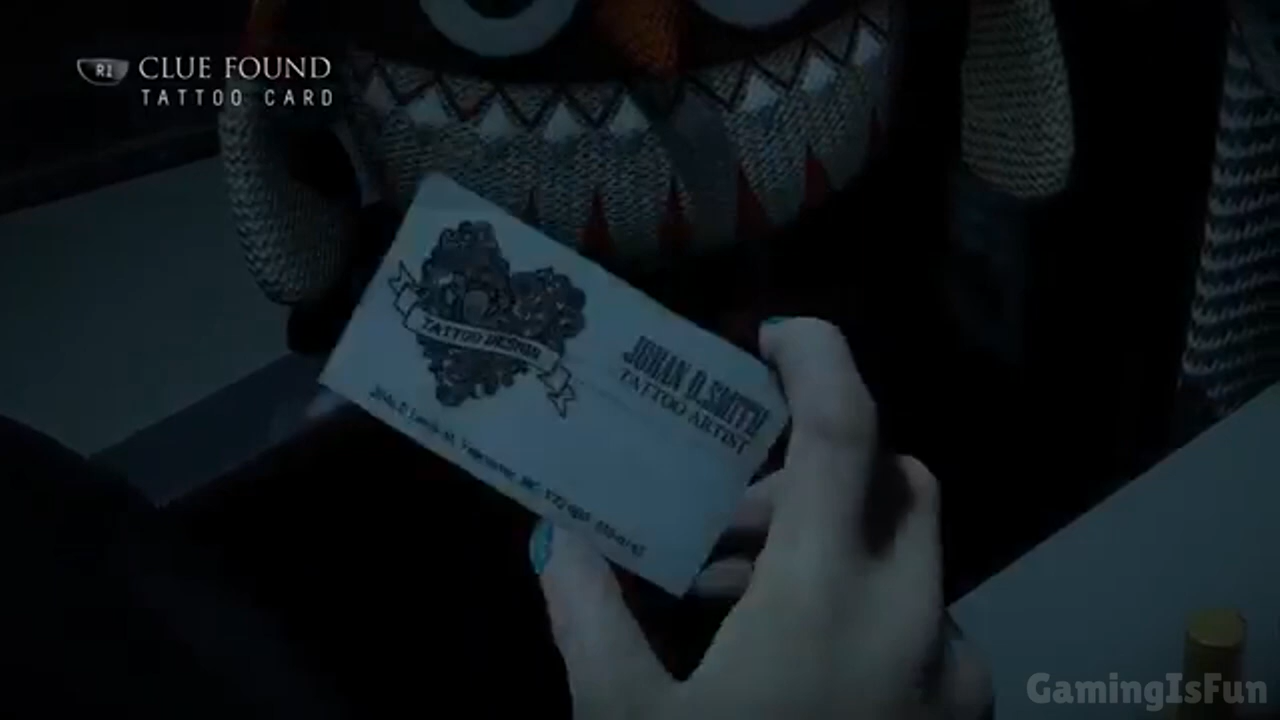 R1
CLUE FOUND
TATTOO CARD
TATTOO DESIGN
JOHAN D.SMITH
TATTOO ARTIST
GamingIsFun